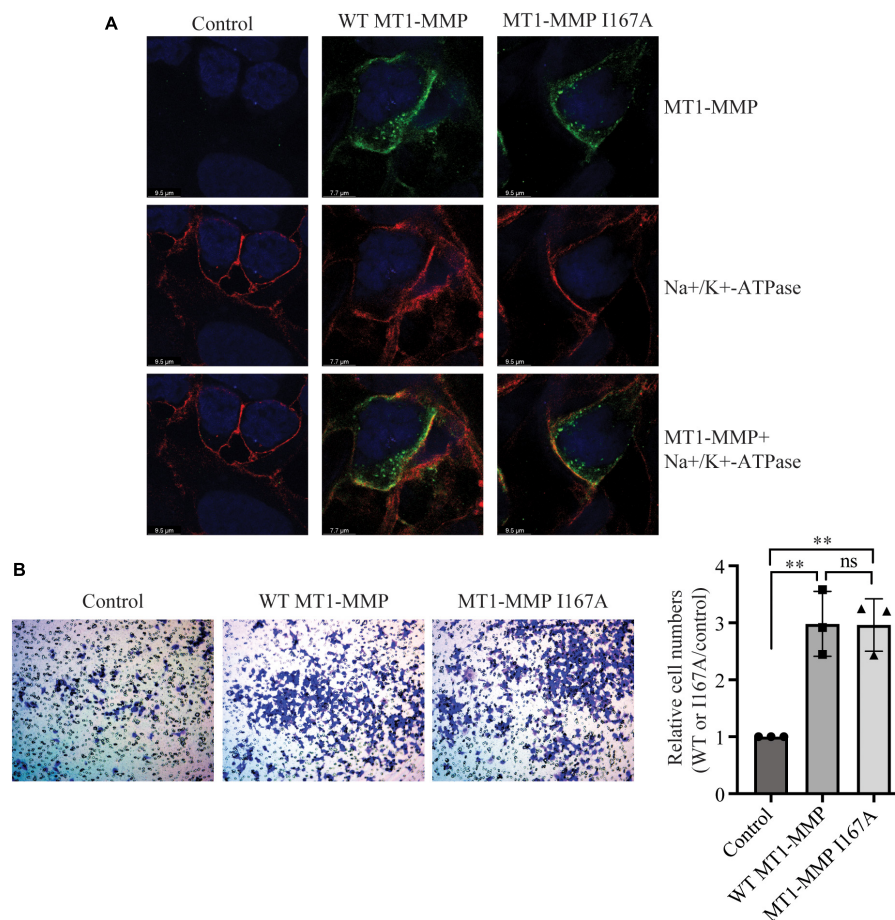 A
Control
WT MT1-MMP
MT1-MMP I167A
MT1-MMP
9.5 µm
7.7 µm
9.5 µm
Na+/K+-ATPase
9.5 µm
7.7 µm
9.5 µm
MT1-MMP+
Na+/K+-ATPase
9.5 µm
7.7 µm
9.5 µm
B
Control
WT MT1-MMP
MT1-MMP I167A
Relative cell numbers
(WT or I167A/control)
**
**
ns
4
3
2
1
0
Control
WT MT1-MMP
MT1-MMP I167A